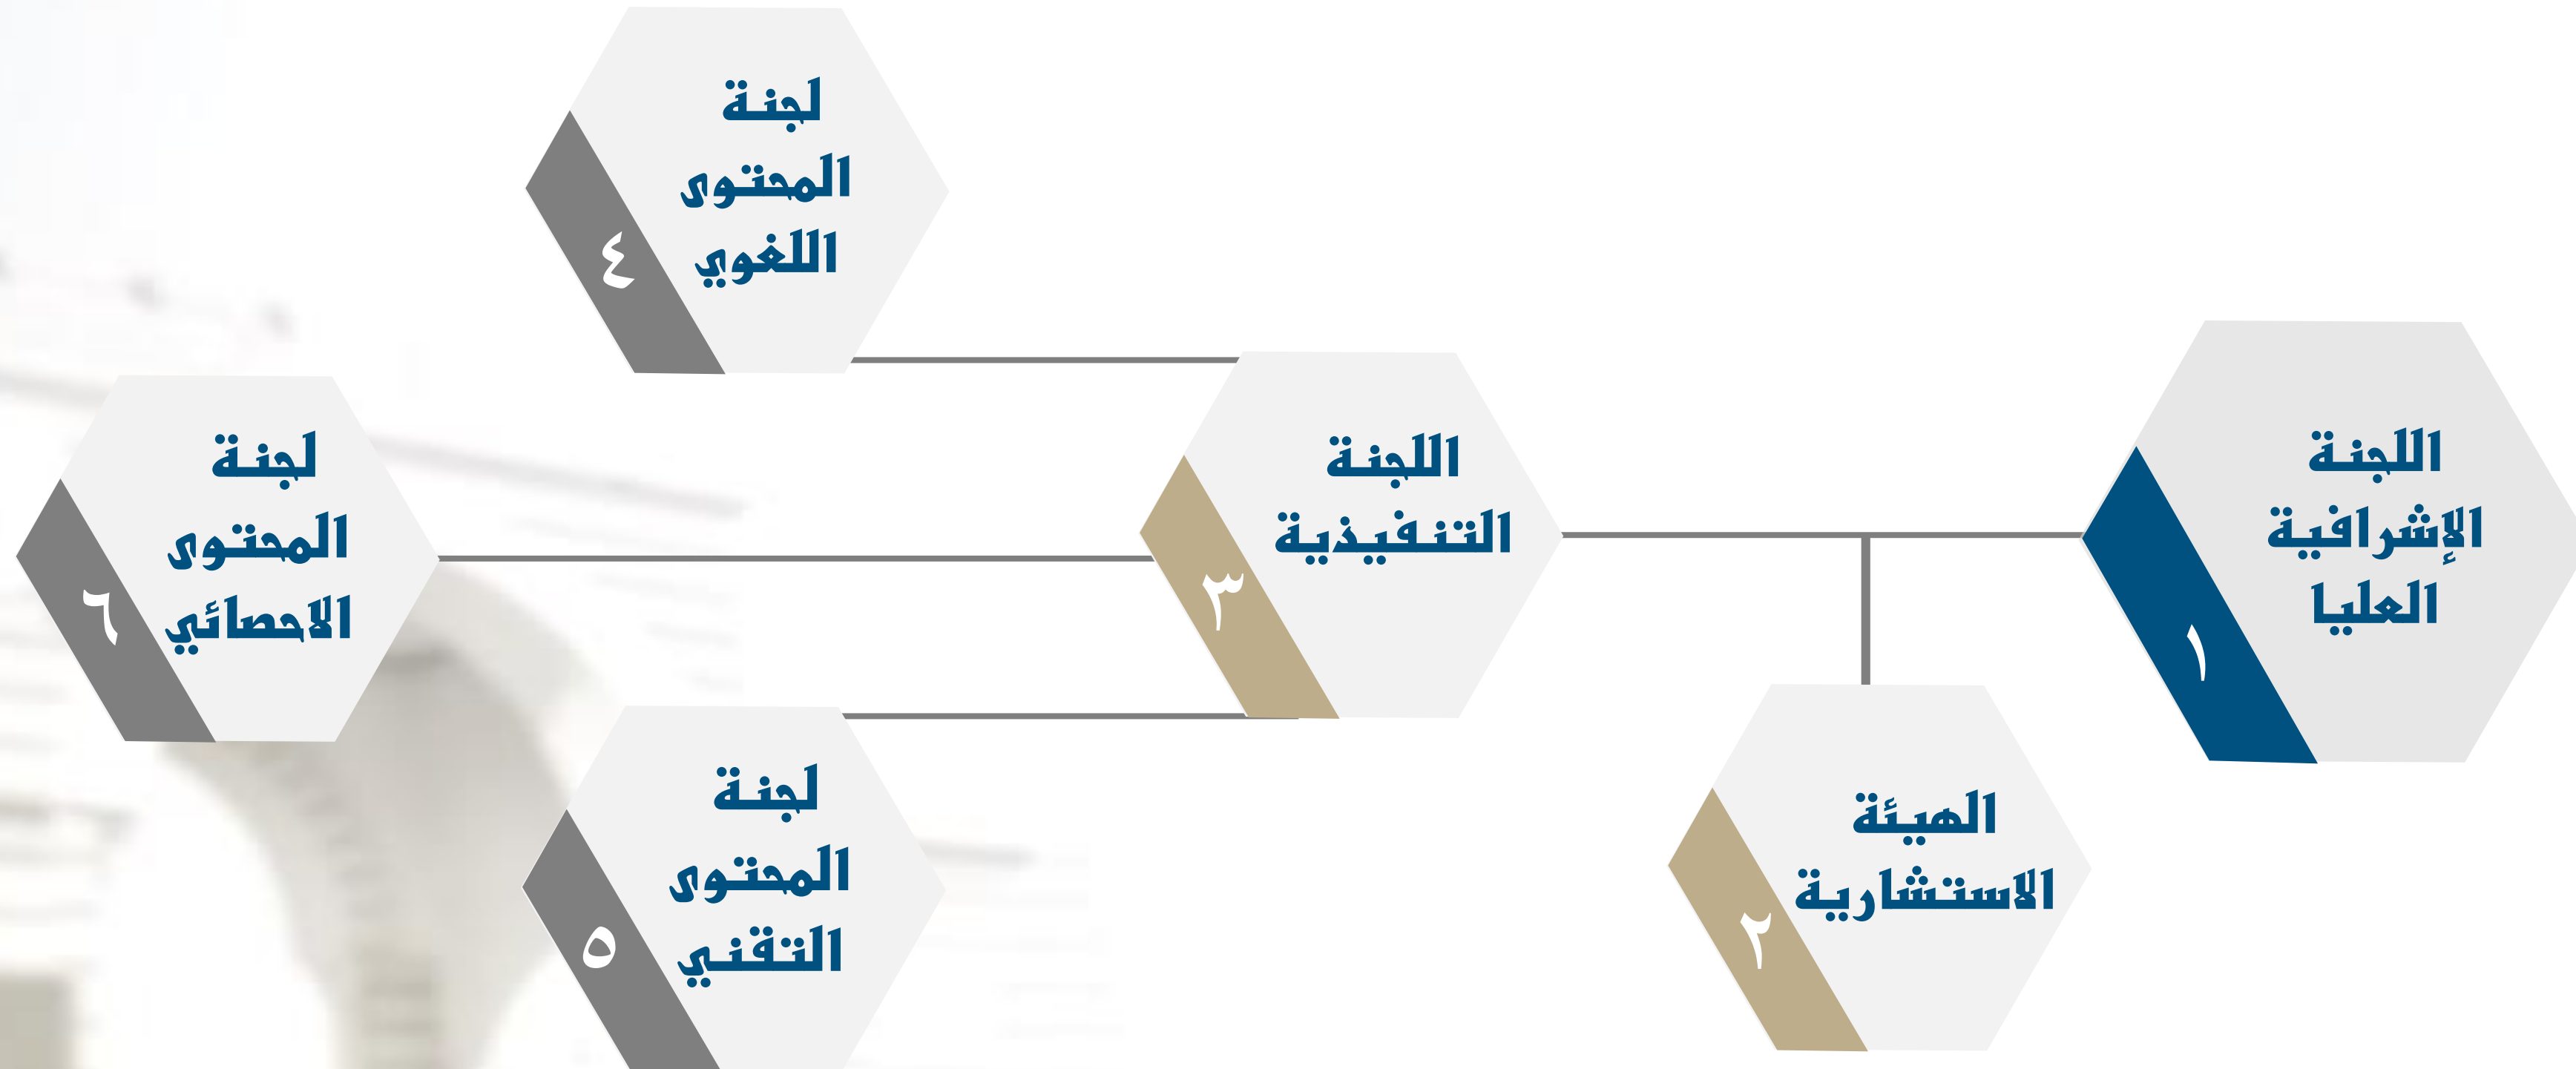 اللجنة
الإشرافية
العليا
١
الهيئة
الاستشارية
٢
اللجنة
التنفيذية
٣
لجنة
المحتوى
اللغوي
٤
لجنة
المحتوى
التقني
٥
لجنة
المحتوى
الاحصائي
٦